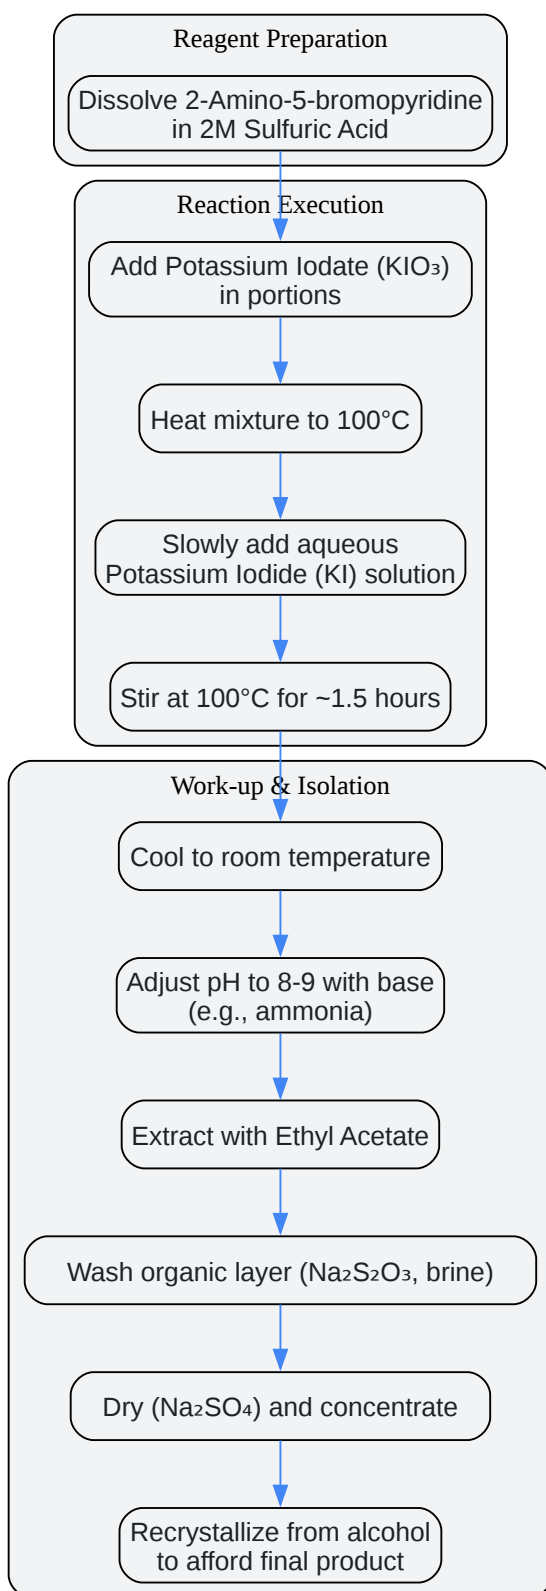 Reagent Preparation
Dissolve 2-Amino-5-bromopyridine
in 2M Sulfuric Acid
Reaction Execution
Add Potassium Iodate (KIO₃)
in portions
Heat mixture to 100°C
Slowly add aqueous
Potassium Iodide (KI) solution
Stir at 100°C for ~1.5 hours
Work-up & Isolation
Cool to room temperature
Adjust pH to 8-9 with base
(e.g., ammonia)
Extract with Ethyl Acetate
Wash organic layer (Na₂S₂O₃, brine)
Dry (Na₂SO₄) and concentrate
Recrystallize from alcohol
to afford final product